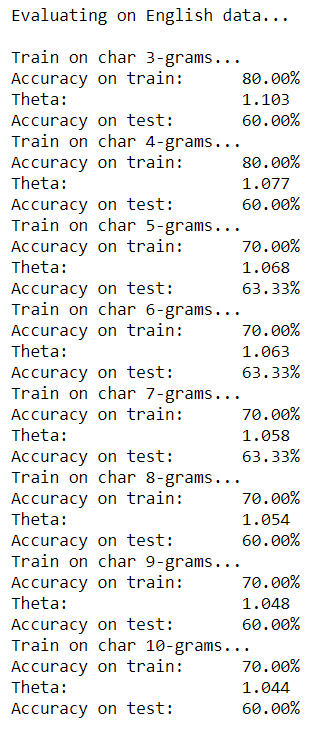 Evaluating on English data...
Train on char 3-grams...
Accuracy on train: 80.00%
Theta: 1.103
Accuracy on test: 60.00%
Train on char 4-grams...
Accuracy on train: 80.00%
Theta: 1.077
Accuracy on test: 60.00%
Train on char 5-grams...
Accuracy on train: 70.00%
Theta: 1.068
Accuracy on test: 63.33%
Train on char 6-grams...
Accuracy on train: 70.00%
Theta: 1.063
Accuracy on test: 63.33%
Train on char 7-grams...
Accuracy on train: 70.00%
Theta: 1.058
Accuracy on test: 63.33%
Train on char 8-grams...
Accuracy on train: 70.00%
Theta: 1.054
Accuracy on test: 60.00%
Train on char 9-grams...
Accuracy on train: 70.00%
Theta: 1.048
Accuracy on test: 60.00%
Train on char 10-grams...
Accuracy on train: 70.00%
Theta: 1.044
Accuracy on test: 60.00%